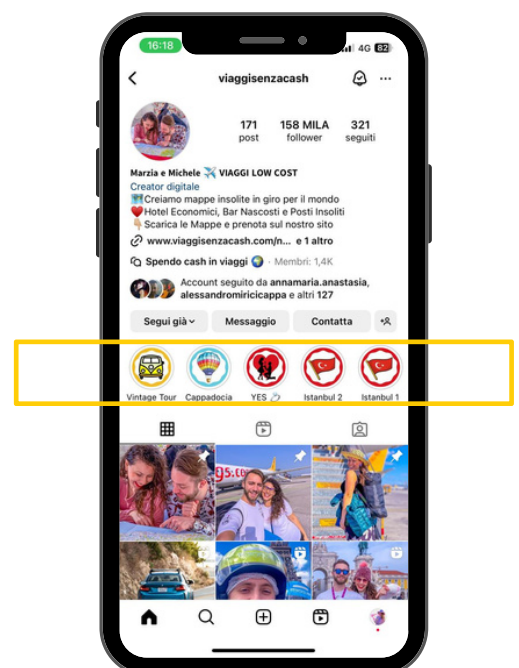 16:18 4G 82
viaggisenzacash
171 158 MILA 321
post follower seguiti
Marzia e Michele ✈️ VIAGGI LOW COST
Creator digitale
🗺️Creiamo mappe insolite in giro per il mondo
❤️Hotel Economici, Bar Nascosti e Posti Insoliti
👇Scarica le Mappe e prenota sul nostro sito
www.viaggisenzacash.com/n... e 1 altro
Spendo cash in viaggi 🌍 · Membri: 1,4K
Account seguito da annamaria.anastasia,
alessandromiricicappa e altri 127
Segui già Messaggio Contatta
Vintage Tour Cappadocia YES 💍 Istanbul 2 Istanbul 1